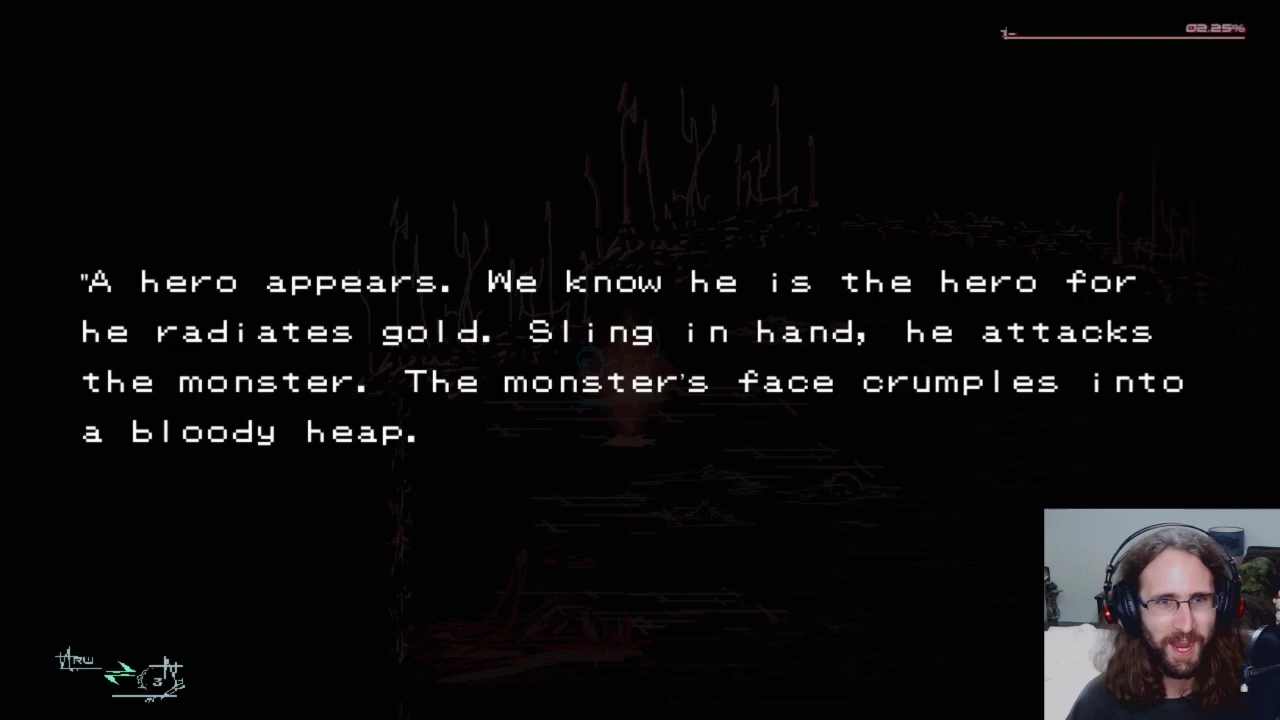 02.25%
"A hero appears. We know he is the hero for
he radiates gold. Sling in hand, he attacks
the monster. The monster's face crumples into
a bloody heap.
3